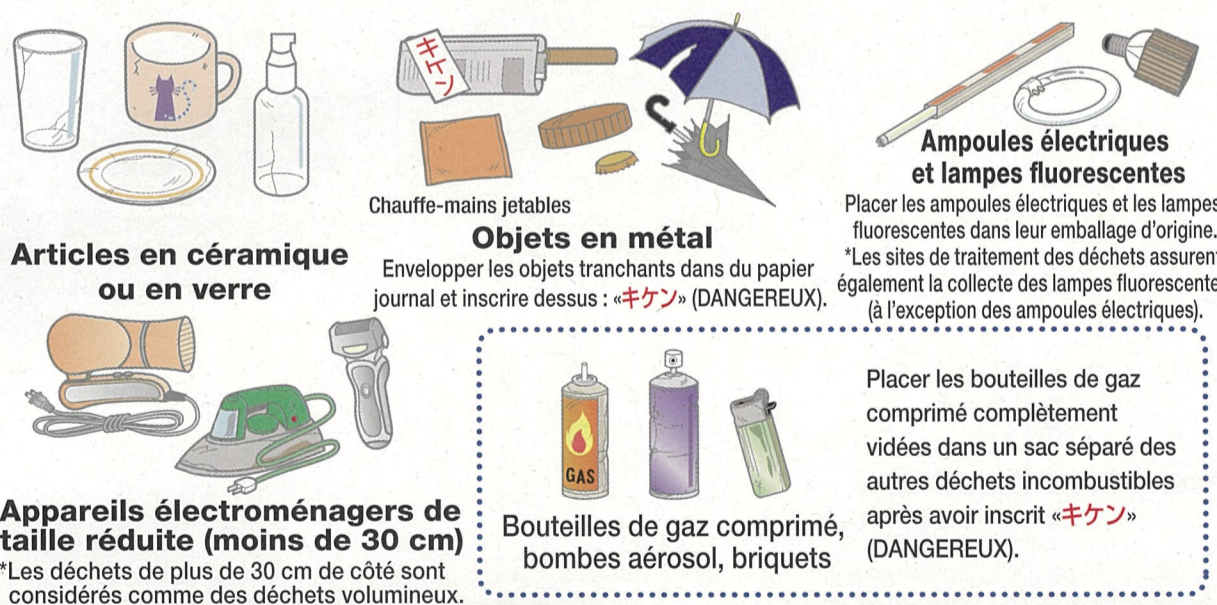 キケン
Chauffe-mains jetables
Articles en céramique
ou en verre
Objets en métal
Envelopper les objets tranchants dans du papier
journal et inscrire dessus : «キケン» (DANGEREUX).
Ampoules électriques
et lampes fluorescentes
Placer les ampoules électriques et les lampes
fluorescentes dans leur emballage d'origine.
*Les sites de traitement des déchets assurent
également la collecte des lampes fluorescente
(à l'exception des ampoules électriques).
Appareils électroménagers de
taille réduite (moins de 30 cm)
*Les déchets de plus de 30 cm de côté sont
considérés comme des déchets volumineux.
GAS
Bouteilles de gaz comprimé,
bombes aérosol, briquets
Placer les bouteilles de gaz
comprimé complètement
vidées dans un sac séparé des
autres déchets incombustibles
après avoir inscrit «キケン»
(DANGEREUX).